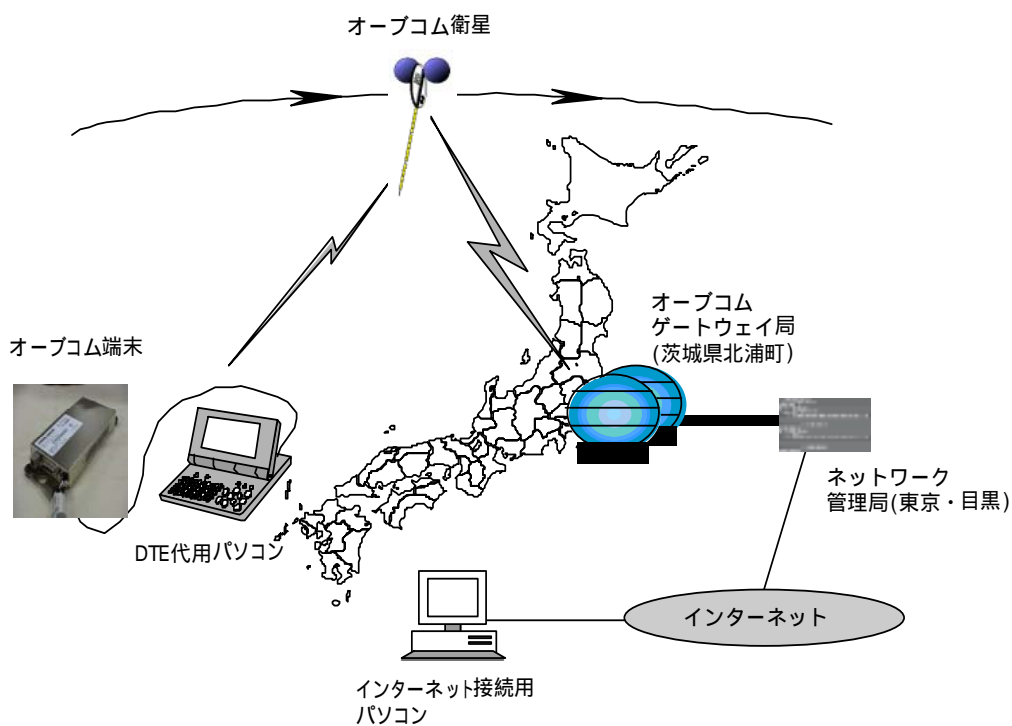 オーブコム衛星
オーブコム
ゲートウェイ局
(茨城県北浦町)
オーブコム端末
ネットワーク
管理局(東京・目黒)
DTE代用パソコン
インターネット
インターネット接続用
パソコン